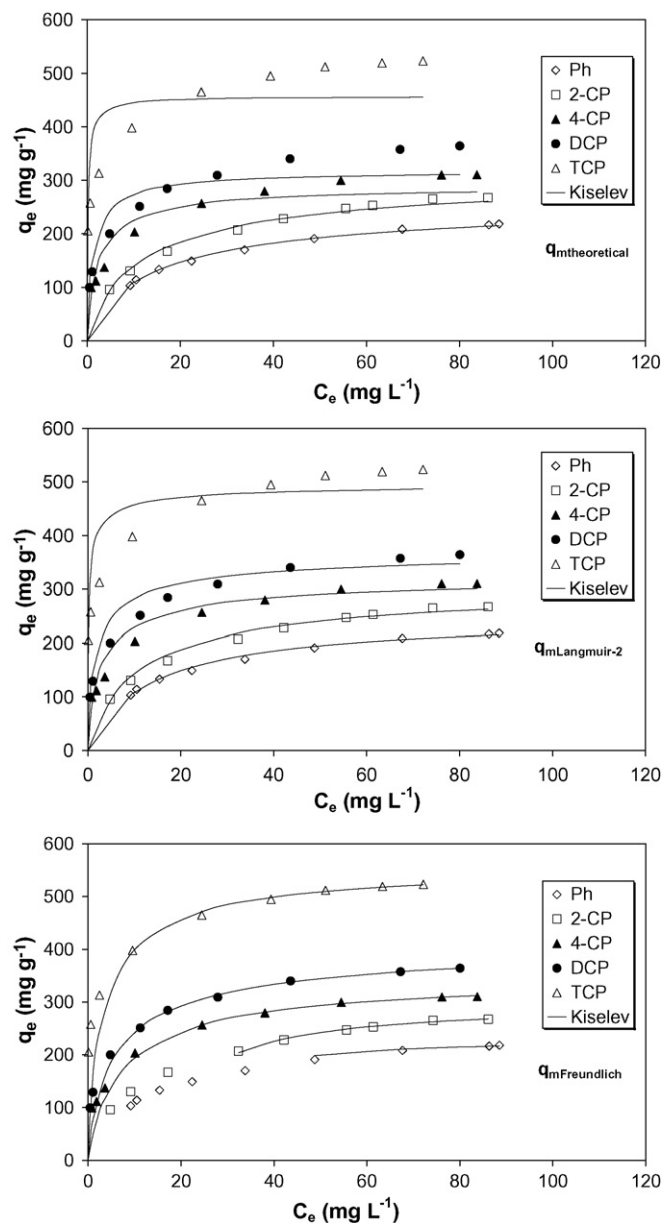 600
500
400
300
200
100
0
q_e (mg g⁻¹)
0 20 40 60 80 100 120
C_e (mg L⁻¹)
Ph
2-CP
4-CP
DCP
TCP
Kiselev
q_mtheoretical
600
500
400
300
200
100
0
q_e (mg g⁻¹)
0 20 40 60 80 100 120
C_e (mg L⁻¹)
Ph
2-CP
4-CP
DCP
TCP
Kiselev
q_mLangmuir-2
600
500
400
300
200
100
0
q_e (mg g⁻¹)
0 20 40 60 80 100 120
C_e (mg L⁻¹)
Ph
2-CP
4-CP
DCP
TCP
Kiselev
q_mFreundlich